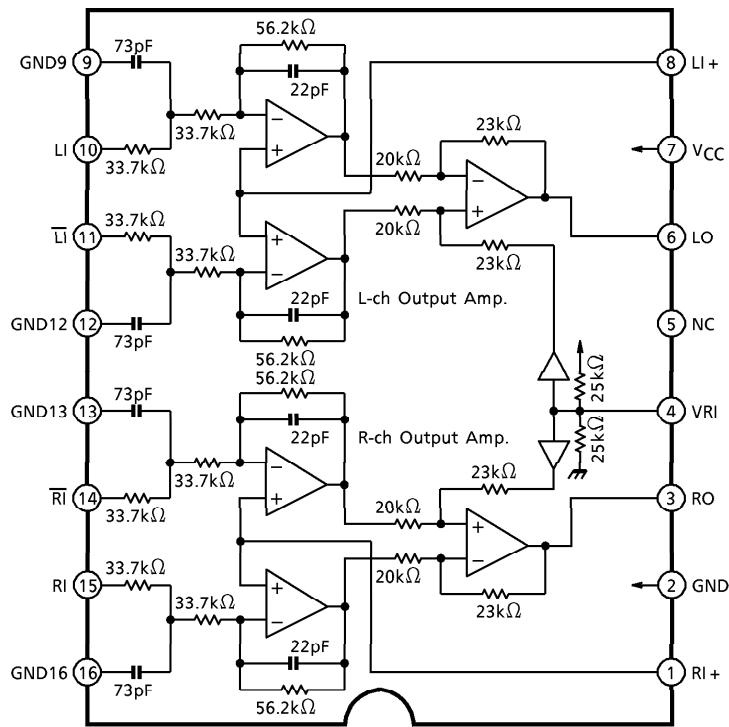 56.2kΩ
73pF
GND9 9
8 LI+
22pF
33.7kΩ
−
+
23kΩ
LI 10
33.7kΩ
20kΩ
7 VCC
−
+
33.7kΩ
L̅I̅ 11
33.7kΩ
+
−
20kΩ
23kΩ
6 LO
22pF
L-ch Output Amp.
GND12 12
73pF
5 NC
56.2kΩ
56.2kΩ
25kΩ
73pF
GND13 13
22pF
R-ch Output Amp.
4 VRI
25kΩ
33.7kΩ
−
+
23kΩ
R̅I̅ 14
33.7kΩ
20kΩ
3 RO
+
−
33.7kΩ
RI 15
33.7kΩ
+
−
20kΩ
23kΩ
2 GND
22pF
GND16 16
73pF
1 RI+
56.2kΩ